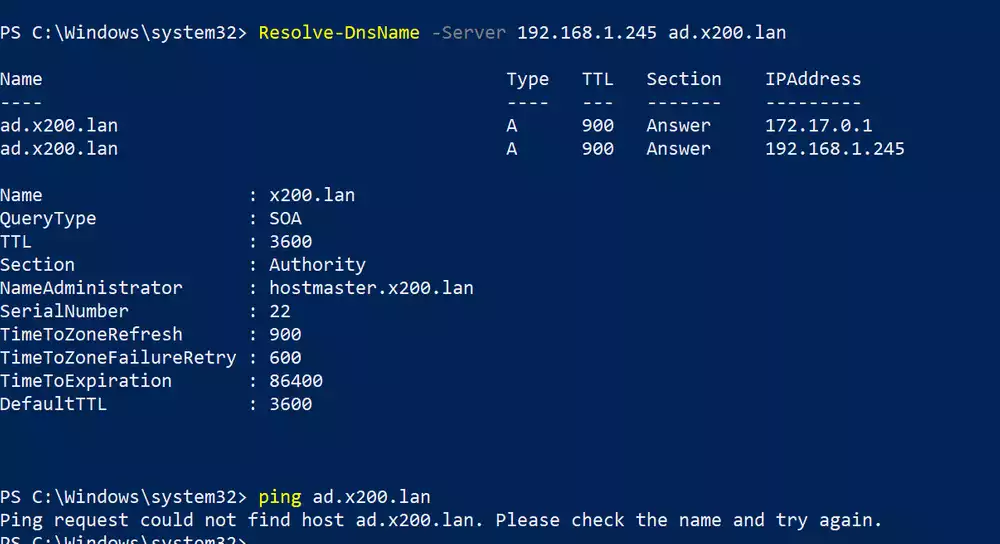 PS C:\Windows\system32> Resolve-DnsName -Server 192.168.1.245 ad.x200.lan
Name Type TTL Section IPAddress
---- ---- --- ------- ---------
ad.x200.lan A 900 Answer 172.17.0.1
ad.x200.lan A 900 Answer 192.168.1.245
Name : x200.lan
QueryType : SOA
TTL : 3600
Section : Authority
NameAdministrator : hostmaster.x200.lan
SerialNumber : 22
TimeToZoneRefresh : 900
TimeToZoneFailureRetry : 600
TimeToExpiration : 86400
DefaultTTL : 3600
PS C:\Windows\system32> ping ad.x200.lan
Ping request could not find host ad.x200.lan. Please check the name and try again.
PS C:\Windows\system32>